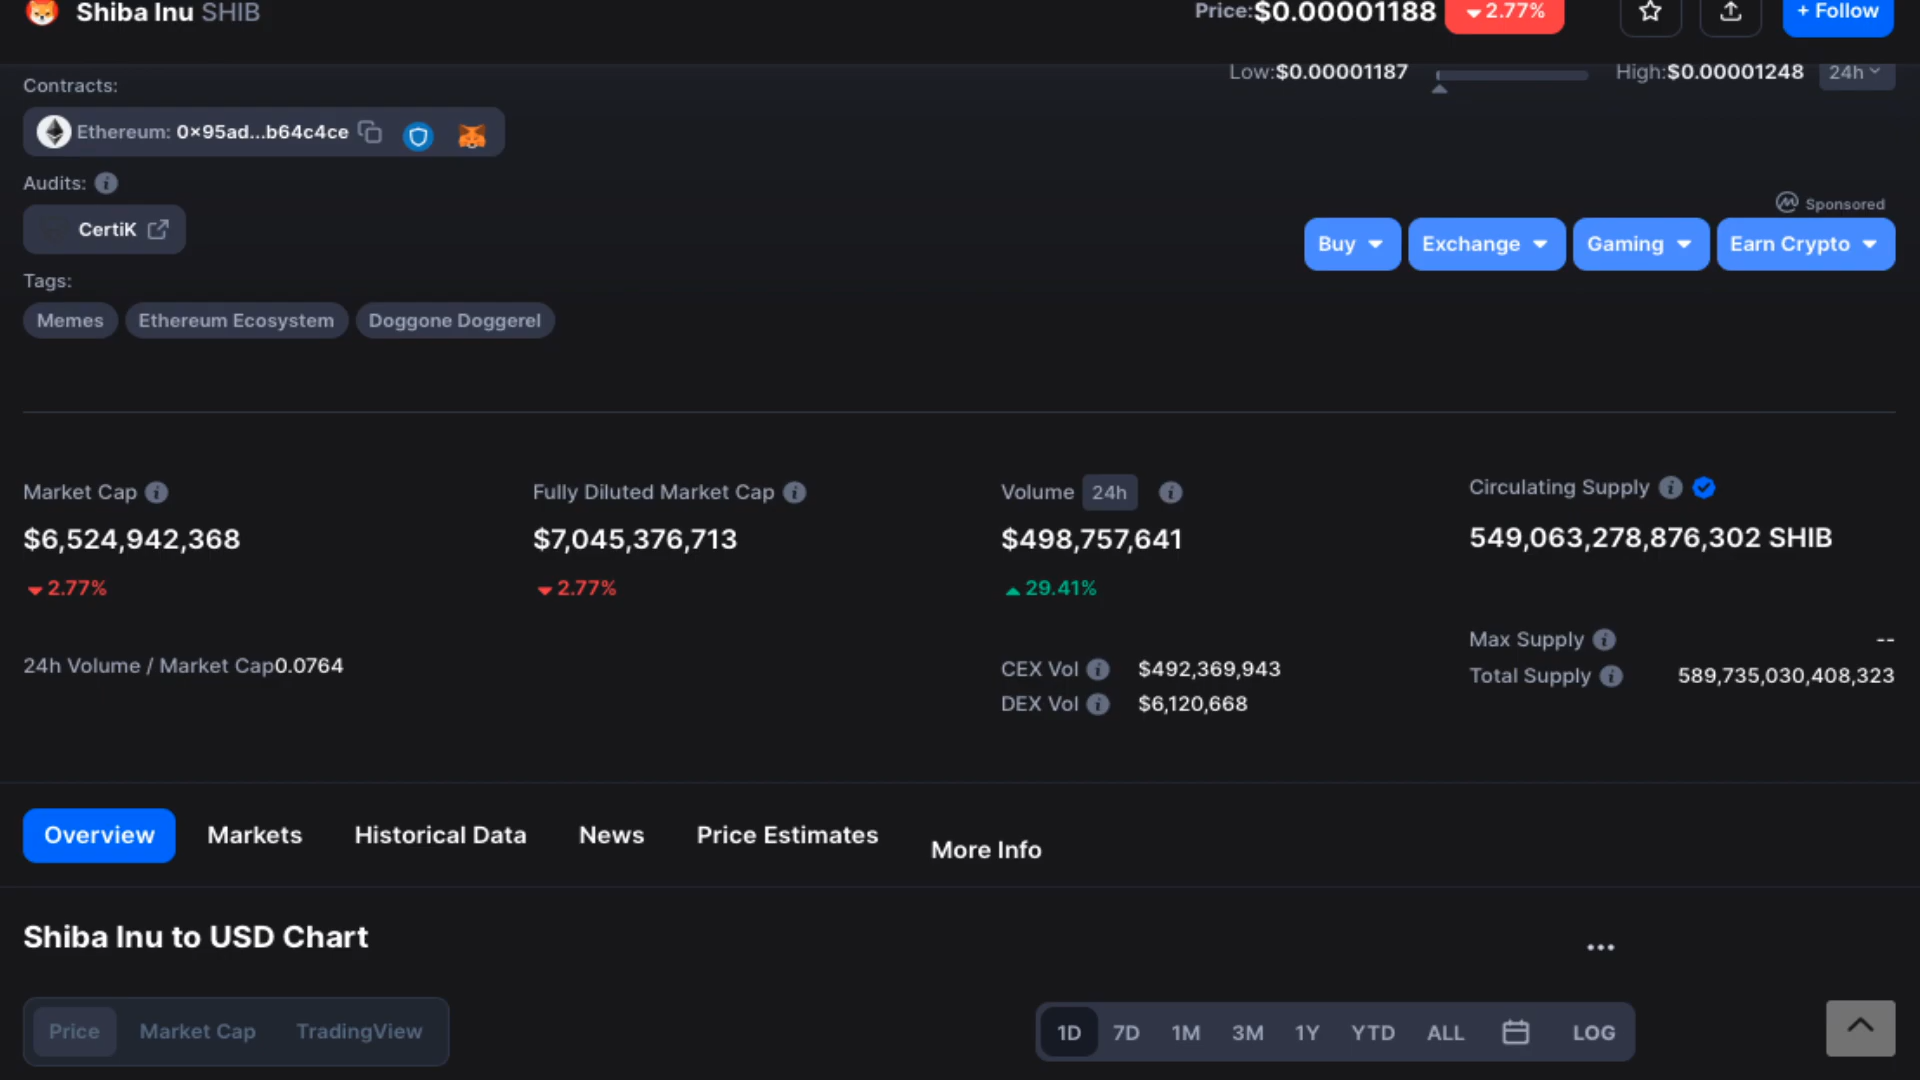 Shiba Inu SHIB
Price:$0.00001188 2.77%
+ Follow
Low:$0.00001187
High:$0.00001248 24h
Contracts:
Ethereum: 0x95ad...b64c4ce
Audits:
CertiK
Sponsored
Buy
Exchange
Gaming
Earn Crypto
Tags:
Memes
Ethereum Ecosystem
Doggone Doggerel
Market Cap
$6,524,942,368
2.77%
24h Volume / Market Cap0.0764
Fully Diluted Market Cap
$7,045,376,713
2.77%
Volume 24h
$498,757,641
29.41%
CEX Vol $492,369,943
DEX Vol $6,120,668
Circulating Supply
549,063,278,876,302 SHIB
Max Supply --
Total Supply 589,735,030,408,323
Overview
Markets
Historical Data
News
Price Estimates
More Info
Shiba Inu to USD Chart
Price
Market Cap
TradingView
1D
7D
1M
3M
1Y
YTD
ALL
LOG